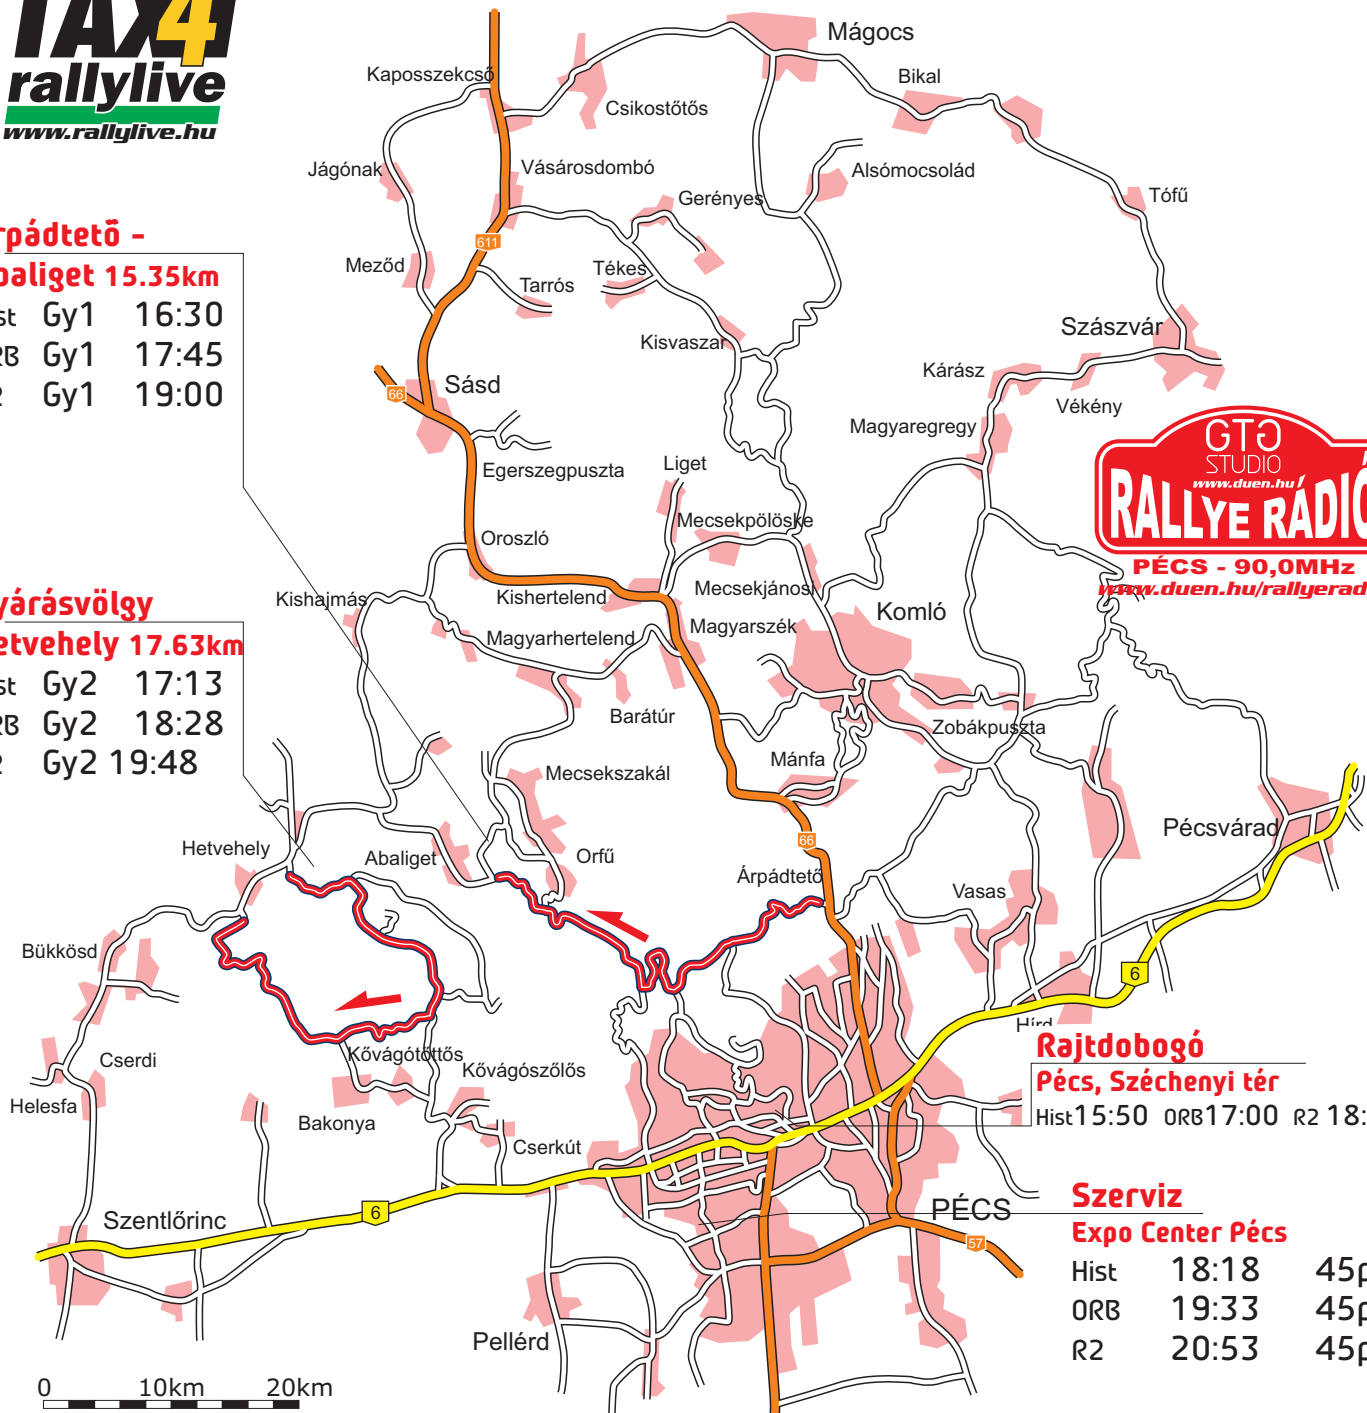 TAX4
rallylive
www.rallylive.hu
rpádtető -
baliget 15.35km
st Gy1 16:30
RB Gy1 17:45
2 Gy1 19:00
yárásvölgy
etvehely 17.63km
st Gy2 17:13
RB Gy2 18:28
2 Gy2 19:48
Mágocs
Kaposszekcső
Bikal
Csikostőtős
Jágónak
Vásárosdombó
Alsómocsolád
Gerényes
Tófű
611
Meződ
Tékes
Tarrós
Szászvár
Kisvaszar
Kárász
66
Sásd
Vékény
Magyaregregy
Egerszegpuszta
Liget
GTG
STUDIO
www.duen.hu
RALLYE RÁDIÓ
PÉCS - 90,0MHz
www.duen.hu/rallyerad
Mecsekpölöske
Oroszló
Kishajmás
Kishertelend
Mecsekjánosi
Komló
Magyarhertelend
Magyarszék
Barátúr
Zobákpuszta
Mánfa
Mecsekszakál
Pécsvárad
66
Hetvehely
Abaliget
Orfű
Árpádtető
Vasas
Bükkösd
6
Hird
Cserdi
Kővágótőttős
Kővágószőlős
Helesfa
Bakonya
Cserkút
Rajtdobogó
Pécs, Széchenyi tér
Hist15:50 ORB17:00 R2 18:
Szentlőrinc
6
PÉCS
57
Szerviz
Expo Center Pécs
Hist 18:18 45p
ORB 19:33 45p
R2 20:53 45p
Pellérd
0 10km 20km